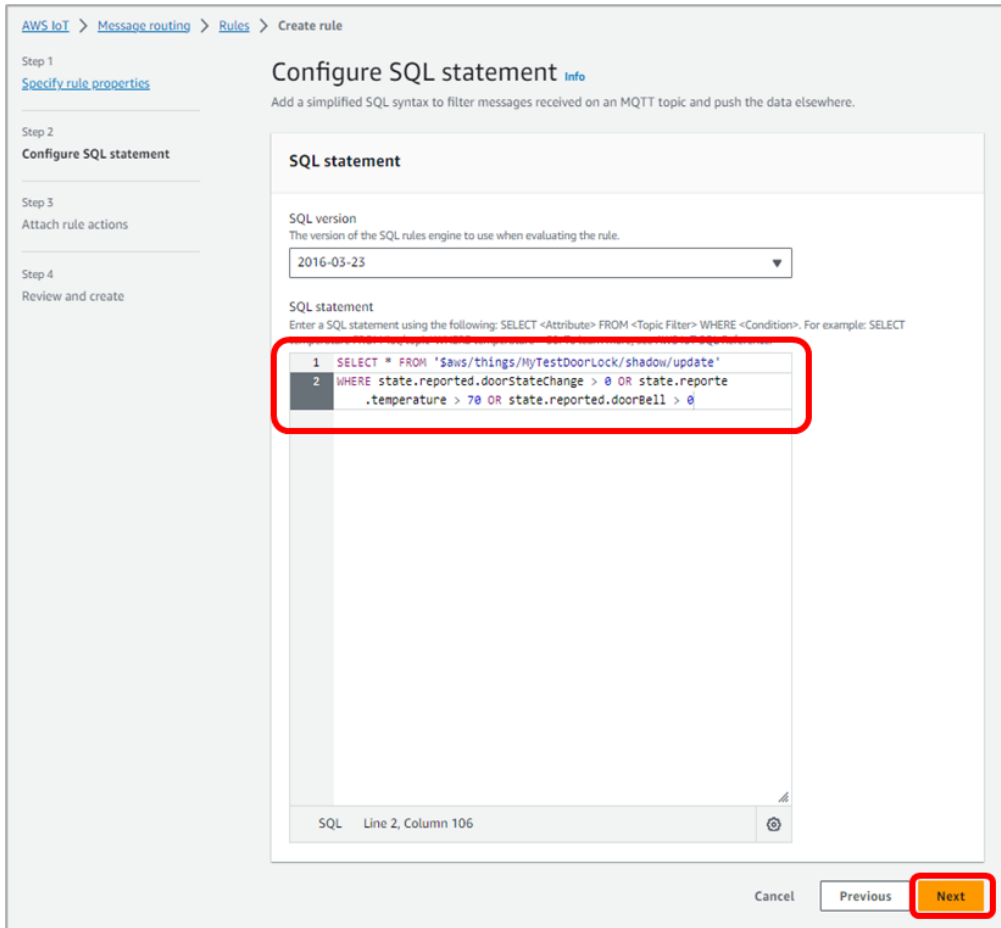 AWS IoT > Message routing > Rules > Create rule
Step 1
Specify rule properties
Step 2
Configure SQL statement
Step 3
Attach rule actions
Step 4
Review and create
Configure SQL statement Info
Add a simplified SQL syntax to filter messages received on an MQTT topic and push the data elsewhere.
SQL statement
SQL version
The version of the SQL rules engine to use when evaluating the rule.
2016-03-23
SQL statement
Enter a SQL statement using the following: SELECT <Attribute> FROM <Topic Filter> WHERE <Condition>. For example: SELECT
1 SELECT * FROM '$aws/things/MyTestDoorLock/shadow/update'
2 WHERE state.reported.doorStateChange > 0 OR state.reporte
.temperature > 70 OR state.reported.doorBell > 0
SQL Line 2, Column 106
Cancel Previous Next